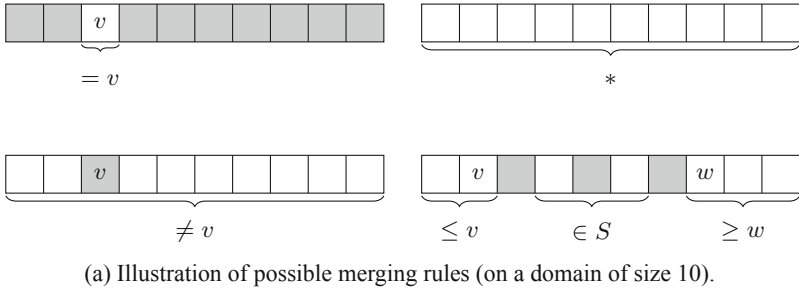 v
= v
*
v
≠ v
v w
≤ v ∈ S ≥ w
(a) Illustration of possible merging rules (on a domain of size 10).